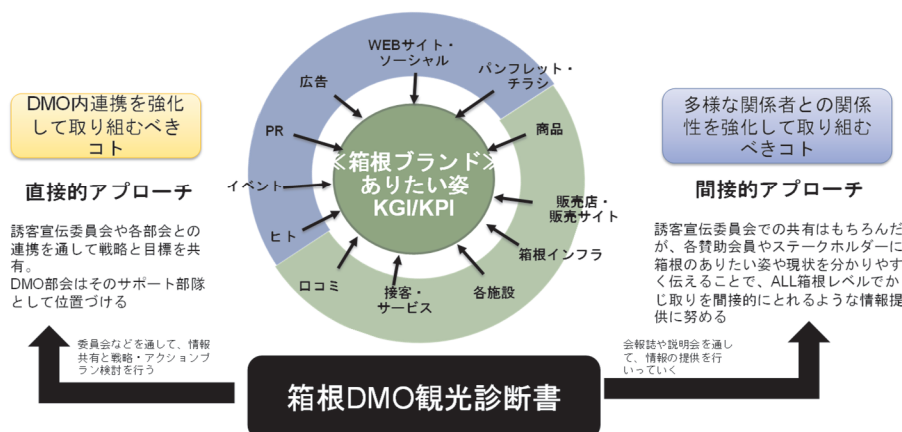 DMO内連携を強化
して取り組むべき
コト
直接的アプローチ
誘客宣伝委員会や各部会との
連携を通して戦略と目標を共
有。
DMO部会はそのサポート部隊
として位置づける
委員会などを通して、情報
共有と戦略・アクションプ
ラン検討を行う
WEBサイト・
ソーシャル
広告
パンフレット・
チラシ
PR
商品
イベント
販売店・
販売サイト
ヒト
箱根インフラ
口コミ
接客・
サービス
各施設
≪箱根ブランド≫
ありたい姿
KGI/KPI
多様な関係者との関係
性を強化して取り組む
べきコト
間接的アプローチ
誘客宣伝委員会での共有はもちろんだ
が、各賛助会員やステークホルダーに
箱根のありたい姿や現状を分かりやす
く伝えることで、ALL箱根レベルでか
じ取りを間接的にとれるような情報提
供に努める
会報誌や説明会を通し
て、情報の提供を行
いっていく
箱根DMO観光診断書